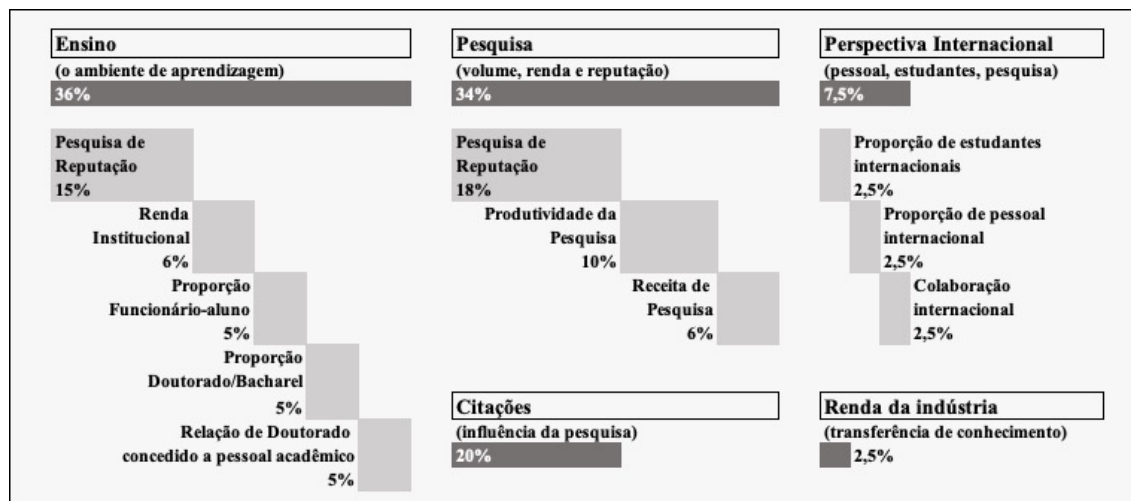 Ensino
(o ambiente de aprendizagem)
36%
Pesquisa de
Reputação
15%
Renda
Institucional
6%
Proporção
Funcionário-aluno
5%
Proporção
Doutorado/Bacharel
5%
Relação de Doutorado
concedido a pessoal acadêmico
5%
Pesquisa
(volume, renda e reputação)
34%
Pesquisa de
Reputação
18%
Produtividade da
Pesquisa
10%
Receita de
Pesquisa
6%
Citações
(influência da pesquisa)
20%
Perspectiva Internacional
(pessoal, estudantes, pesquisa)
7,5%
Proporção de estudantes
internacionais
2,5%
Proporção de pessoal
internacional
2,5%
Colaboração
internacional
2,5%
Renda da indústria
(transferência de conhecimento)
2,5%